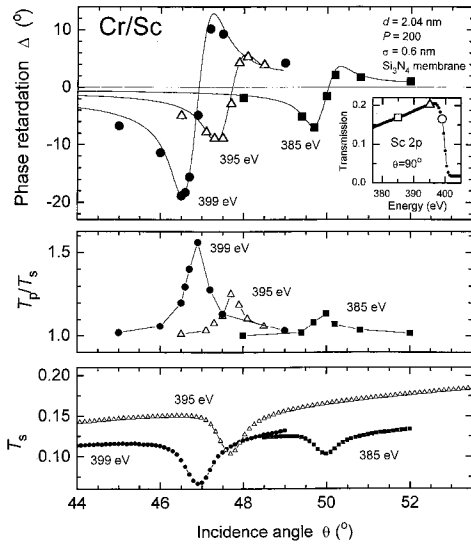 Cr/Sc
d = 2.04 nm
P = 200
σ = 0.6 nm
Si₃N₄ membrane
Phase retardation Δ (°)
10
0
-10
-20
399 eV
395 eV
385 eV
Transmission
0.2
0.1
0.0
Sc 2p
θ=90°
380
390
400
Energy (eV)
Tp/Ts
1.5
1.0
399 eV
395 eV
385 eV
Ts
0.20
0.15
0.10
395 eV
399 eV
385 eV
44
46
48
50
52
Incidence angle θ (°)